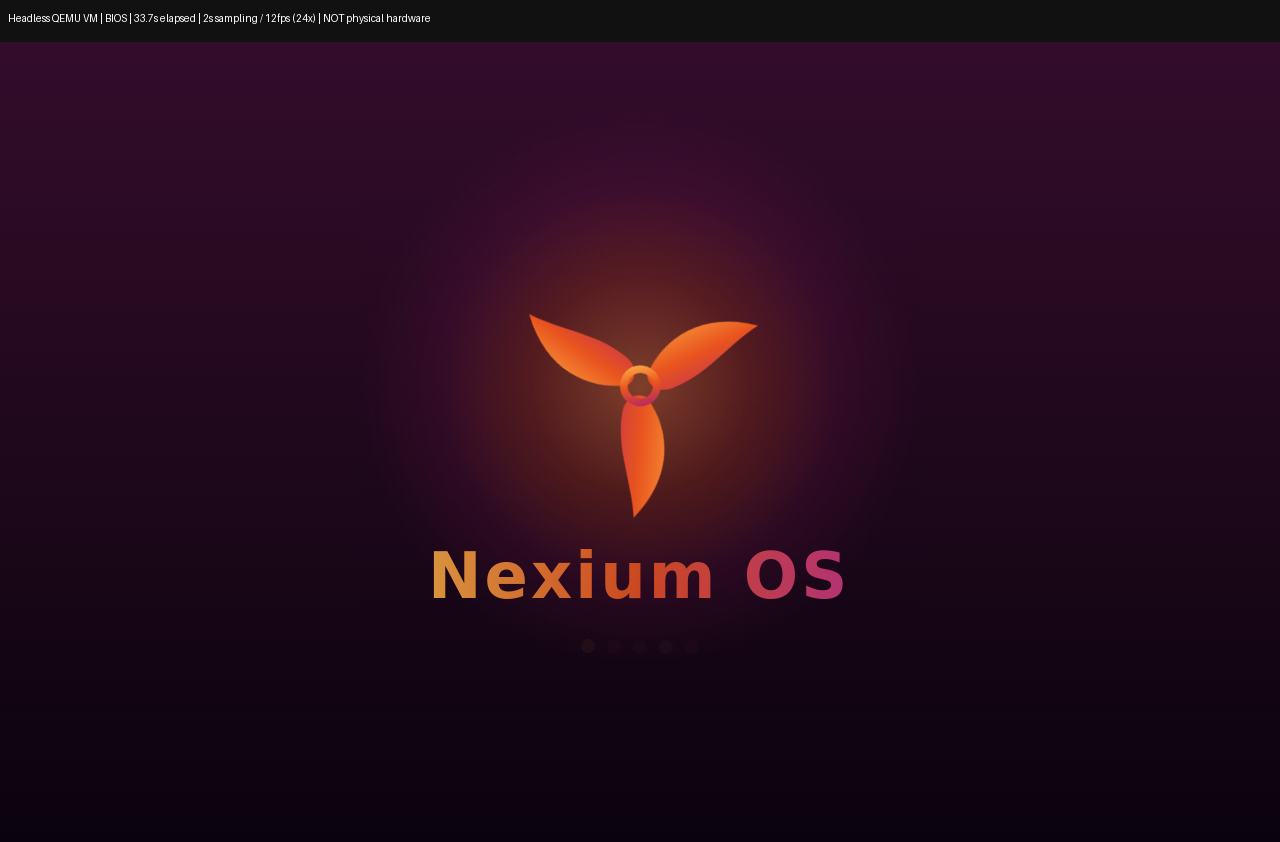 Headless QEMU VM | BIOS | 33.7s elapsed | 2s sampling / 12fps (24x) | NOT physical hardware
Nexium OS